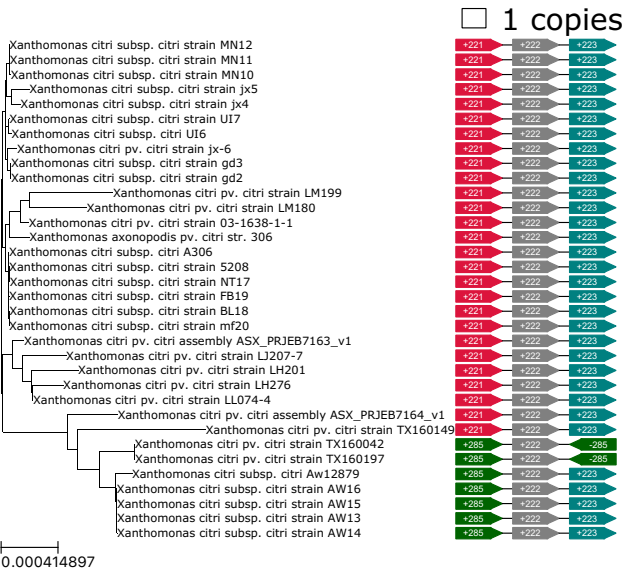 1 copies
Xanthomonas citri subsp. citri strain MN12 +221 +222 +223
Xanthomonas citri subsp. citri strain MN11 +221 +222 +223
Xanthomonas citri subsp. citri strain MN10 +221 +222 +223
Xanthomonas citri subsp. citri strain jx5 +221 +222 +223
Xanthomonas citri subsp. citri strain jx4 +221 +222 +223
Xanthomonas citri subsp. citri strain UI7 +221 +222 +223
Xanthomonas citri subsp. citri UI6 +221 +222 +223
Xanthomonas citri pv. citri strain jx-6 +221 +222 +223
Xanthomonas citri subsp. citri strain gd3 +221 +222 +223
Xanthomonas citri subsp. citri strain gd2 +221 +222 +223
Xanthomonas citri pv. citri strain LM199 +221 +222 +223
Xanthomonas citri pv. citri strain LM180 +221 +222 +223
Xanthomonas citri pv. citri strain 03-1638-1-1 +221 +222 +223
Xanthomonas axonopodis pv. citri str. 306 +221 +222 +223
Xanthomonas citri subsp. citri A306 +221 +222 +223
Xanthomonas citri subsp. citri strain 5208 +221 +222 +223
Xanthomonas citri subsp. citri strain NT17 +221 +222 +223
Xanthomonas citri subsp. citri strain FB19 +221 +222 +223
Xanthomonas citri subsp. citri strain BL18 +221 +222 +223
Xanthomonas citri subsp. citri strain mf20 +221 +222 +223
Xanthomonas citri pv. citri assembly ASX_PRJEB7163_v1 +221 +222 +223
Xanthomonas citri pv. citri strain LJ207-7 +221 +222 +223
Xanthomonas citri pv. citri strain LH201 +221 +222 +223
Xanthomonas citri pv. citri strain LH276 +221 +222 +223
Xanthomonas citri pv. citri strain LL074-4 +221 +222 +223
Xanthomonas citri pv. citri assembly ASX_PRJEB7164_v1 +221 +222 +223
Xanthomonas citri pv. citri strain TX160149 +221 +222 +223
Xanthomonas citri pv. citri strain TX160042 +285 +222 -285
Xanthomonas citri pv. citri strain TX160197 +285 +222 -285
Xanthomonas citri subsp. citri Aw12879 +285 +222 +223
Xanthomonas citri subsp. citri strain AW16 +285 +222 +223
Xanthomonas citri subsp. citri strain AW15 +285 +222 +223
Xanthomonas citri subsp. citri strain AW13 +285 +222 +223
Xanthomonas citri subsp. citri strain AW14 +285 +222 +223
0.000414897